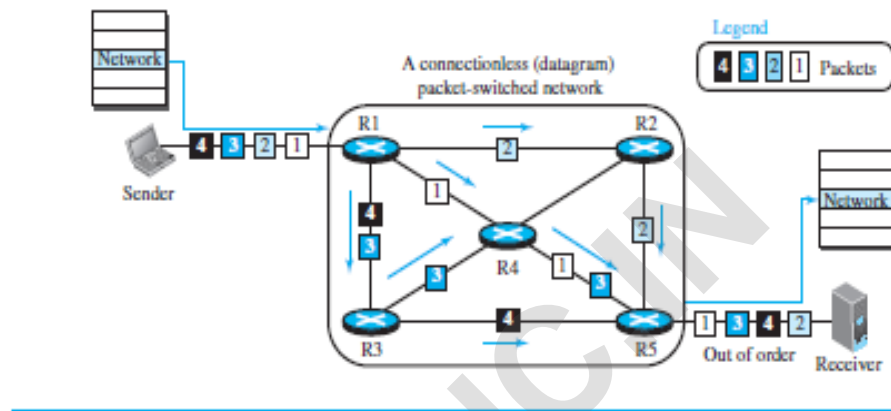 Legend
4 3 2 1 Packets
Network
A connectionless (datagram)
packet-switched network
R1
R2
4 3 2 1
2
Sender
1
4
3
2
Network
R4
3
1
3
4
R3
R5
1 3 4 2
Out of order
Receiver